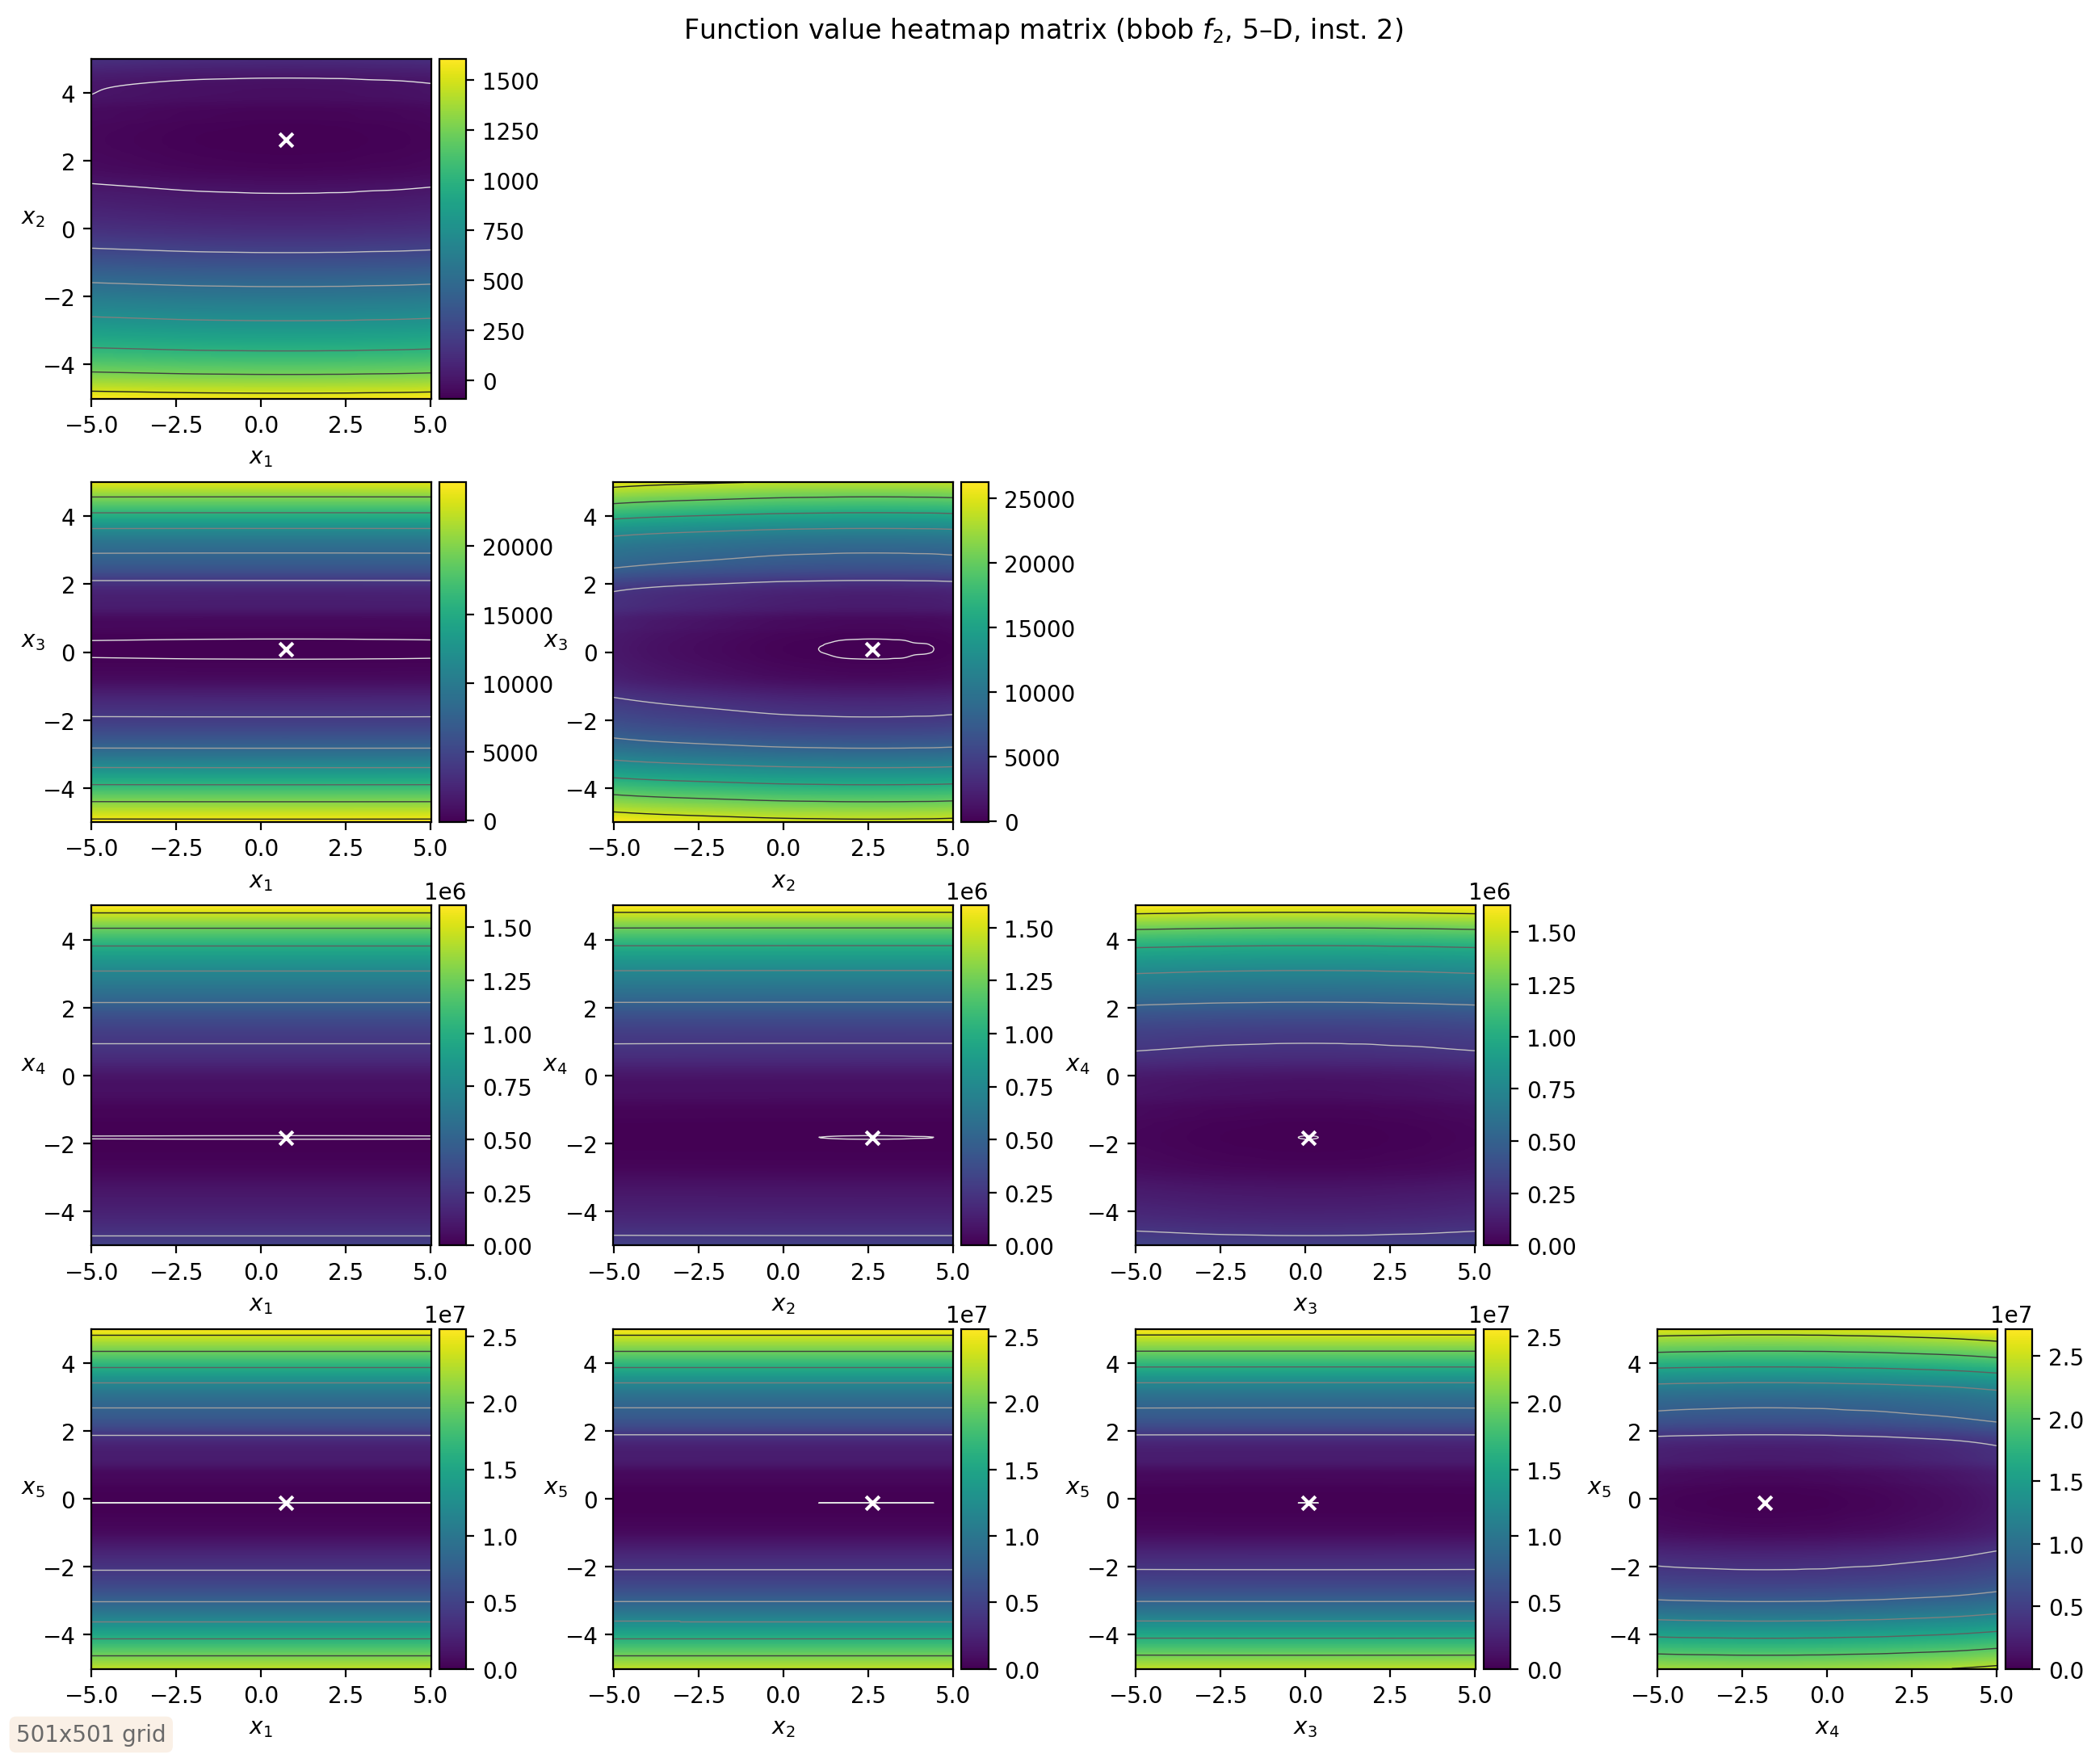 Function value heatmap matrix (bbob f₂, 5–D, inst. 2)
1500
1250
1000
750
500
250
0
4
2
0
−2
−4
x₂
−5.0 −2.5 0.0 2.5 5.0
x₁
20000
15000
10000
5000
0
4
2
0
−2
−4
x₃
−5.0 −2.5 0.0 2.5 5.0
x₁
25000
20000
15000
10000
5000
0
4
2
0
−2
−4
x₃
−5.0 −2.5 0.0 2.5 5.0
x₂
1e6
1.50
1.25
1.00
0.75
0.50
0.25
0.00
4
2
0
−2
−4
x₄
−5.0 −2.5 0.0 2.5 5.0
x₁
1e6
1.50
1.25
1.00
0.75
0.50
0.25
0.00
4
2
0
−2
−4
x₄
−5.0 −2.5 0.0 2.5 5.0
x₂
1e6
1.50
1.25
1.00
0.75
0.50
0.25
0.00
4
2
0
−2
−4
x₄
−5.0 −2.5 0.0 2.5 5.0
x₃
1e7
2.5
2.0
1.5
1.0
0.5
0.0
4
2
0
−2
−4
x₅
−5.0 −2.5 0.0 2.5 5.0
x₁
1e7
2.5
2.0
1.5
1.0
0.5
0.0
4
2
0
−2
−4
x₅
−5.0 −2.5 0.0 2.5 5.0
x₂
1e7
2.5
2.0
1.5
1.0
0.5
0.0
4
2
0
−2
−4
x₅
−5.0 −2.5 0.0 2.5 5.0
x₃
1e7
2.5
2.0
1.5
1.0
0.5
0.0
4
2
0
−2
−4
x₅
−5.0 −2.5 0.0 2.5 5.0
x₄
501x501 grid